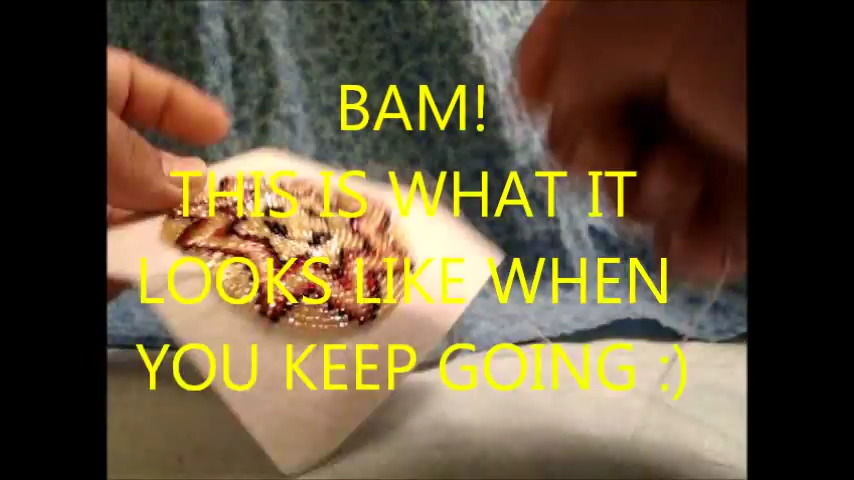 BAM!
THIS IS WHAT IT
LOOKS LIKE WHEN
YOU KEEP GOING :)